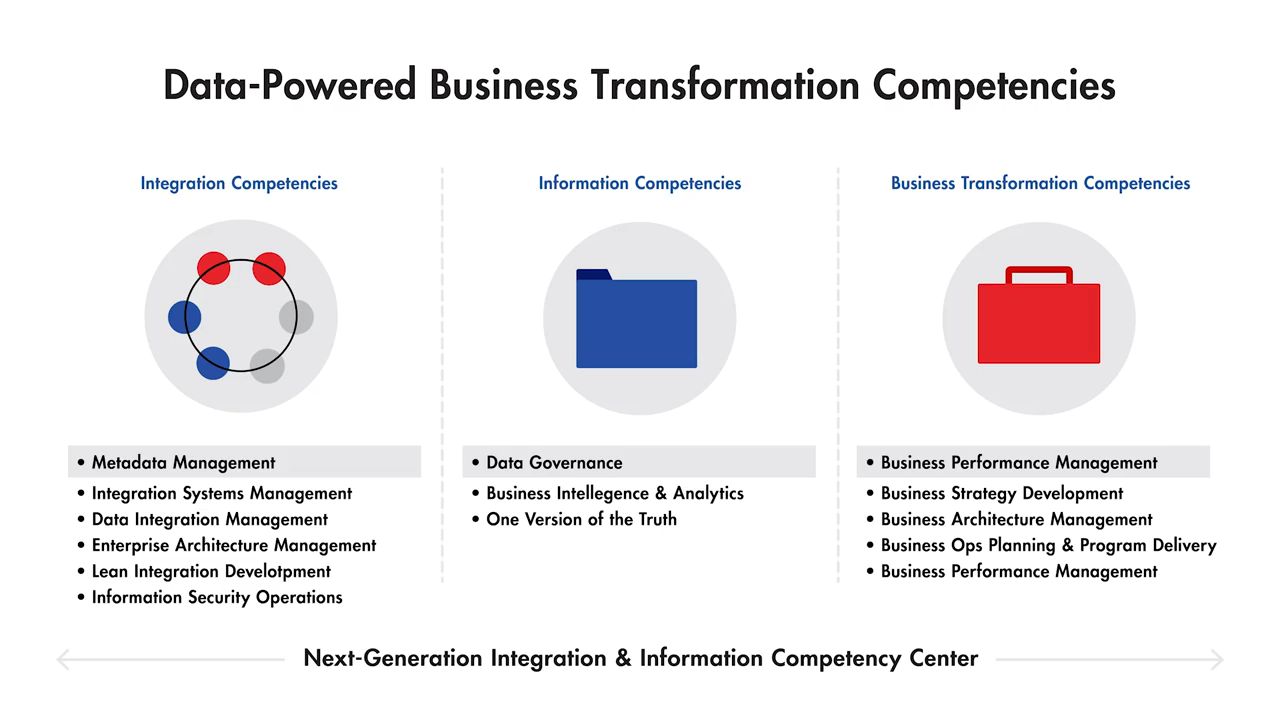 Data-Powered Business Transformation Competencies
Integration Competencies
• Metadata Management
• Integration Systems Management
• Data Integration Management
• Enterprise Architecture Management
• Lean Integration Develotpment
• Information Security Operations
Information Competencies
• Data Governance
• Business Intellegence & Analytics
• One Version of the Truth
Business Transformation Competencies
• Business Performance Management
• Business Strategy Development
• Business Architecture Management
• Business Ops Planning & Program Delivery
• Business Performance Management
Next-Generation Integration & Information Competency Center